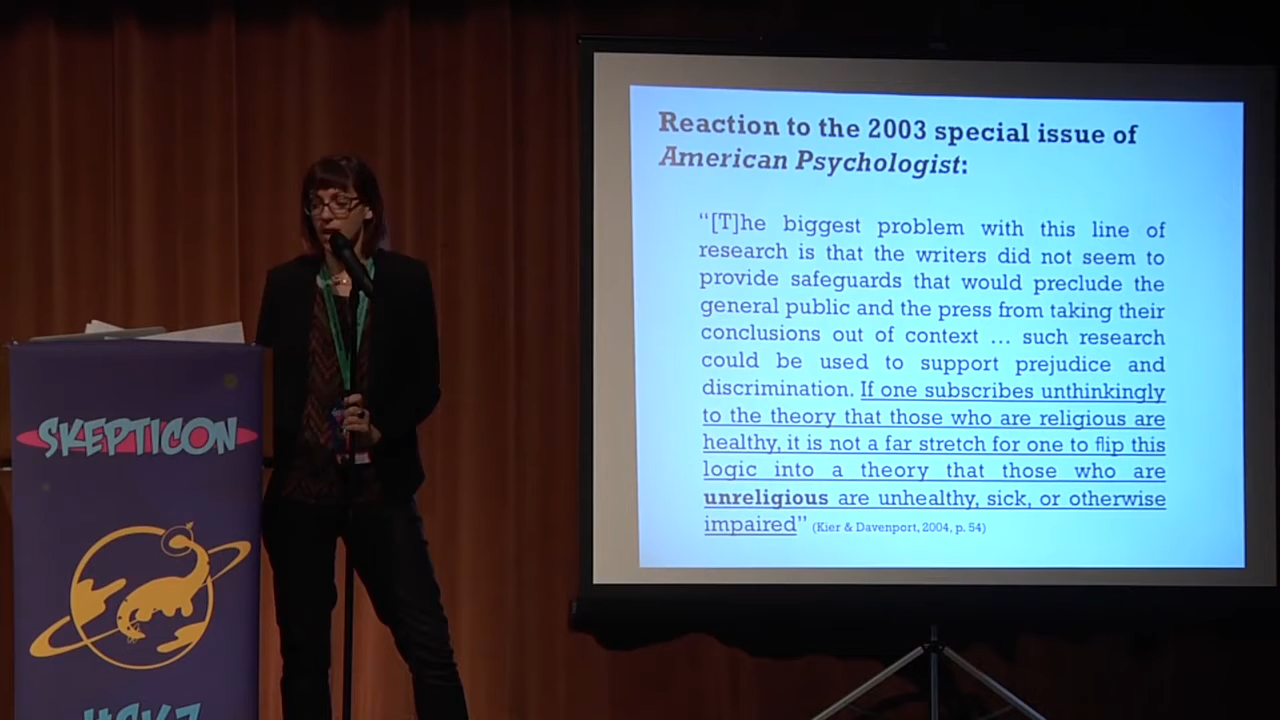 Reaction to the 2003 special issue of
American Psychologist:
“[T]he biggest problem with this line of
research is that the writers did not seem to
provide safeguards that would preclude the
general public and the press from taking their
conclusions out of context ... such research
could be used to support prejudice and
discrimination. If one subscribes unthinkingly
to the theory that those who are religious are
healthy, it is not a far stretch for one to flip this
logic into a theory that those who are
unreligious are unhealthy, sick, or otherwise
impaired” (Kier & Davenport, 2004, p. 54)
SKEPTICON